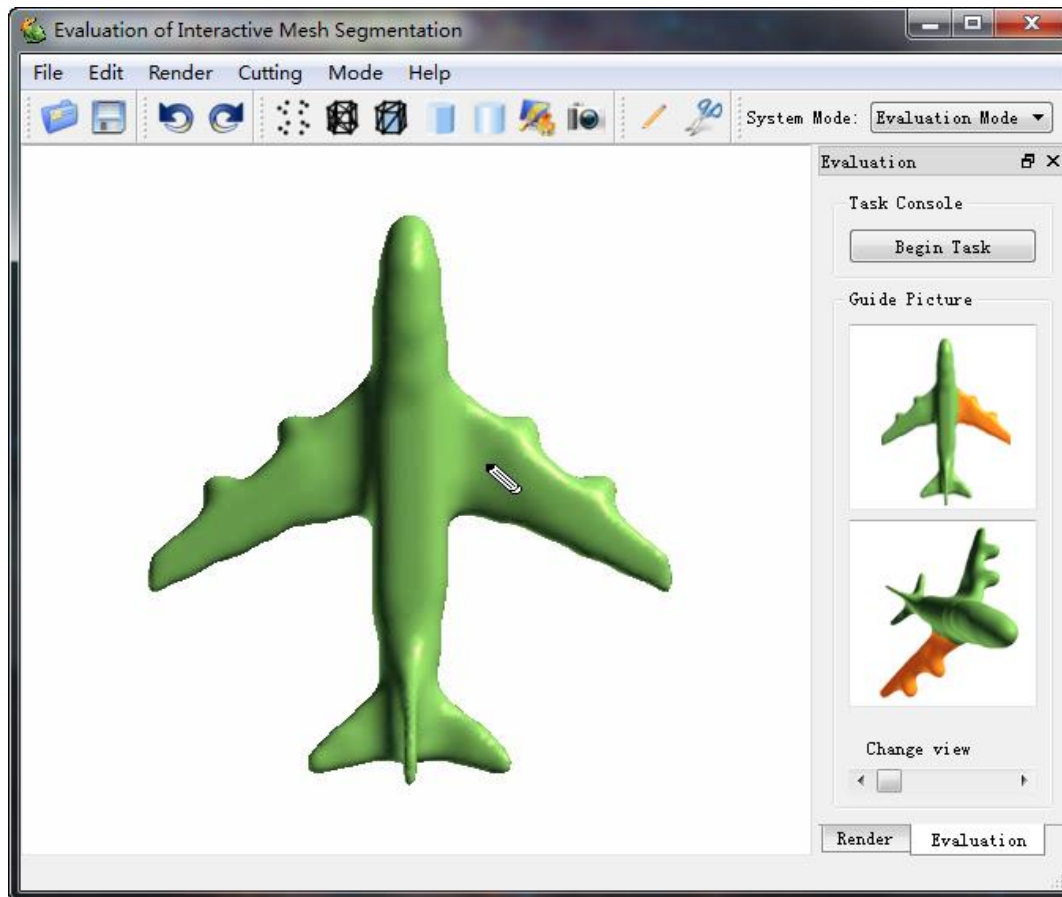 Evaluation of Interactive Mesh Segmentation
File Edit Render Cutting Mode Help
System Mode: Evaluation Mode
Evaluation
Task Console
Begin Task
Guide Picture
Change view
Render Evaluation